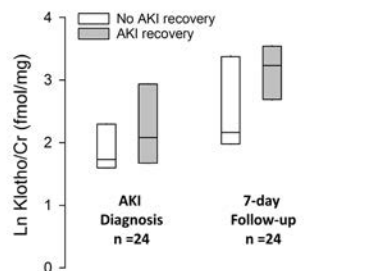 No AKI recovery
AKI recovery
Ln Klotho/Cr (fmol/mg)
4
3
2
1
0
AKI
Diagnosis
n =24
7-day
Follow-up
n =24